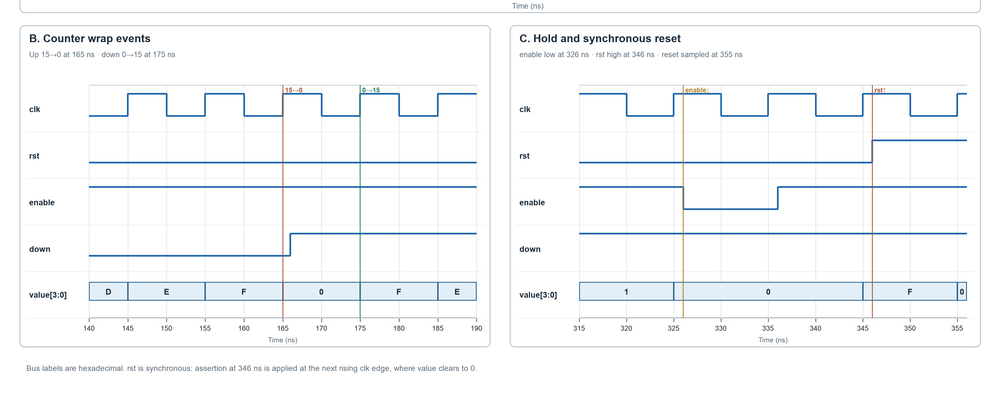 Time (ns)
B. Counter wrap events
Up 15→0 at 165 ns · down 0→15 at 175 ns
15→0
0→15
clk
rst
enable
down
value[3:0]
D
E
F
0
F
E
140
145
150
155
160
165
170
175
180
185
190
Time (ns)
C. Hold and synchronous reset
enable low at 326 ns · rst high at 346 ns · reset sampled at 355 ns
enable↓
rst↑
clk
rst
enable
down
value[3:0]
1
0
F
0
315
320
325
330
335
340
345
350
355
Time (ns)
Bus labels are hexadecimal. rst is synchronous: assertion at 346 ns is applied at the next rising clk edge, where value clears to 0.